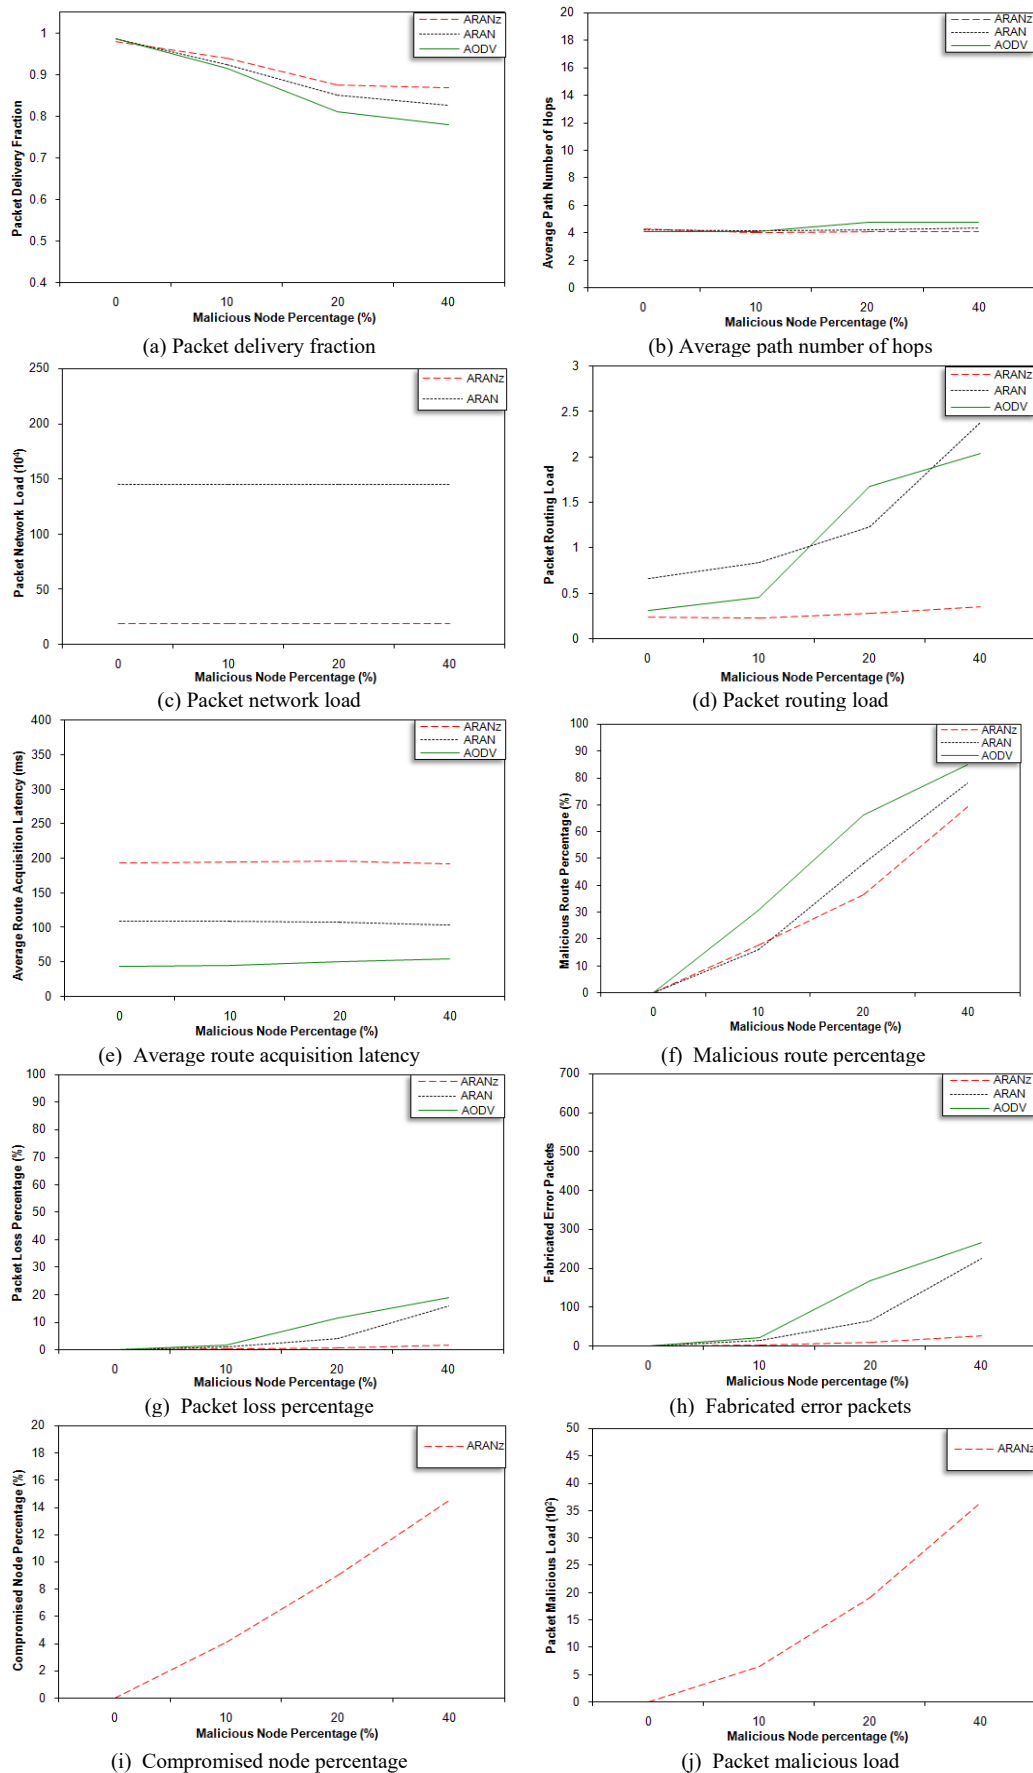 ARANz
ARAN
AODV
1
0.9
0.8
0.7
0.6
0.5
0.4
Packet Delivery Fraction
0 10 20 40
Malicious Node Percentage (%)
(a) Packet delivery fraction
ARANz
ARAN
AODV
20
18
16
14
12
10
8
6
4
2
0
Average Path Number of Hops
0 10 20 40
Malicious Node Percentage (%)
(b) Average path number of hops
ARANz
ARAN
250
200
150
100
50
0
Packet Network Load (10⁴)
0 10 20 40
Malicious Node Percentage (%)
(c) Packet network load
ARANz
ARAN
AODV
3
2.5
2
1.5
1
0.5
0
Packet Routing Load
0 10 20 40
Malicious Node Percentage (%)
(d) Packet routing load
ARANz
ARAN
AODV
400
350
300
250
200
150
100
50
0
Average Route Acquisition Latency (ms)
0 10 20 40
Malicious Node Percentage (%)
(e) Average route acquisition latency
ARANz
ARAN
AODV
100
90
80
70
60
50
40
30
20
10
0
Malicious Route Percentage (%)
0 10 20 40
Malicious Node Percentage (%)
(f) Malicious route percentage
ARANz
ARAN
AODV
100
90
80
70
60
50
40
30
20
10
0
Packet Loss Percentage (%)
0 10 20 40
Malicious Node Percentage (%)
(g) Packet loss percentage
ARANz
ARAN
AODV
700
600
500
400
300
200
100
0
Fabricated Error Packets
0 10 20 40
Malicious Node percentage (%)
(h) Fabricated error packets
ARANz
20
18
16
14
12
10
8
6
4
2
0
Compromised Node Percentage (%)
0 10 20 40
Malicious Node Percentage (%)
(i) Compromised node percentage
ARANz
50
45
40
35
30
25
20
15
10
5
0
Packet Malicious Load (10²)
0 10 20 40
Malicious Node Percentage (%)
(j) Packet malicious load